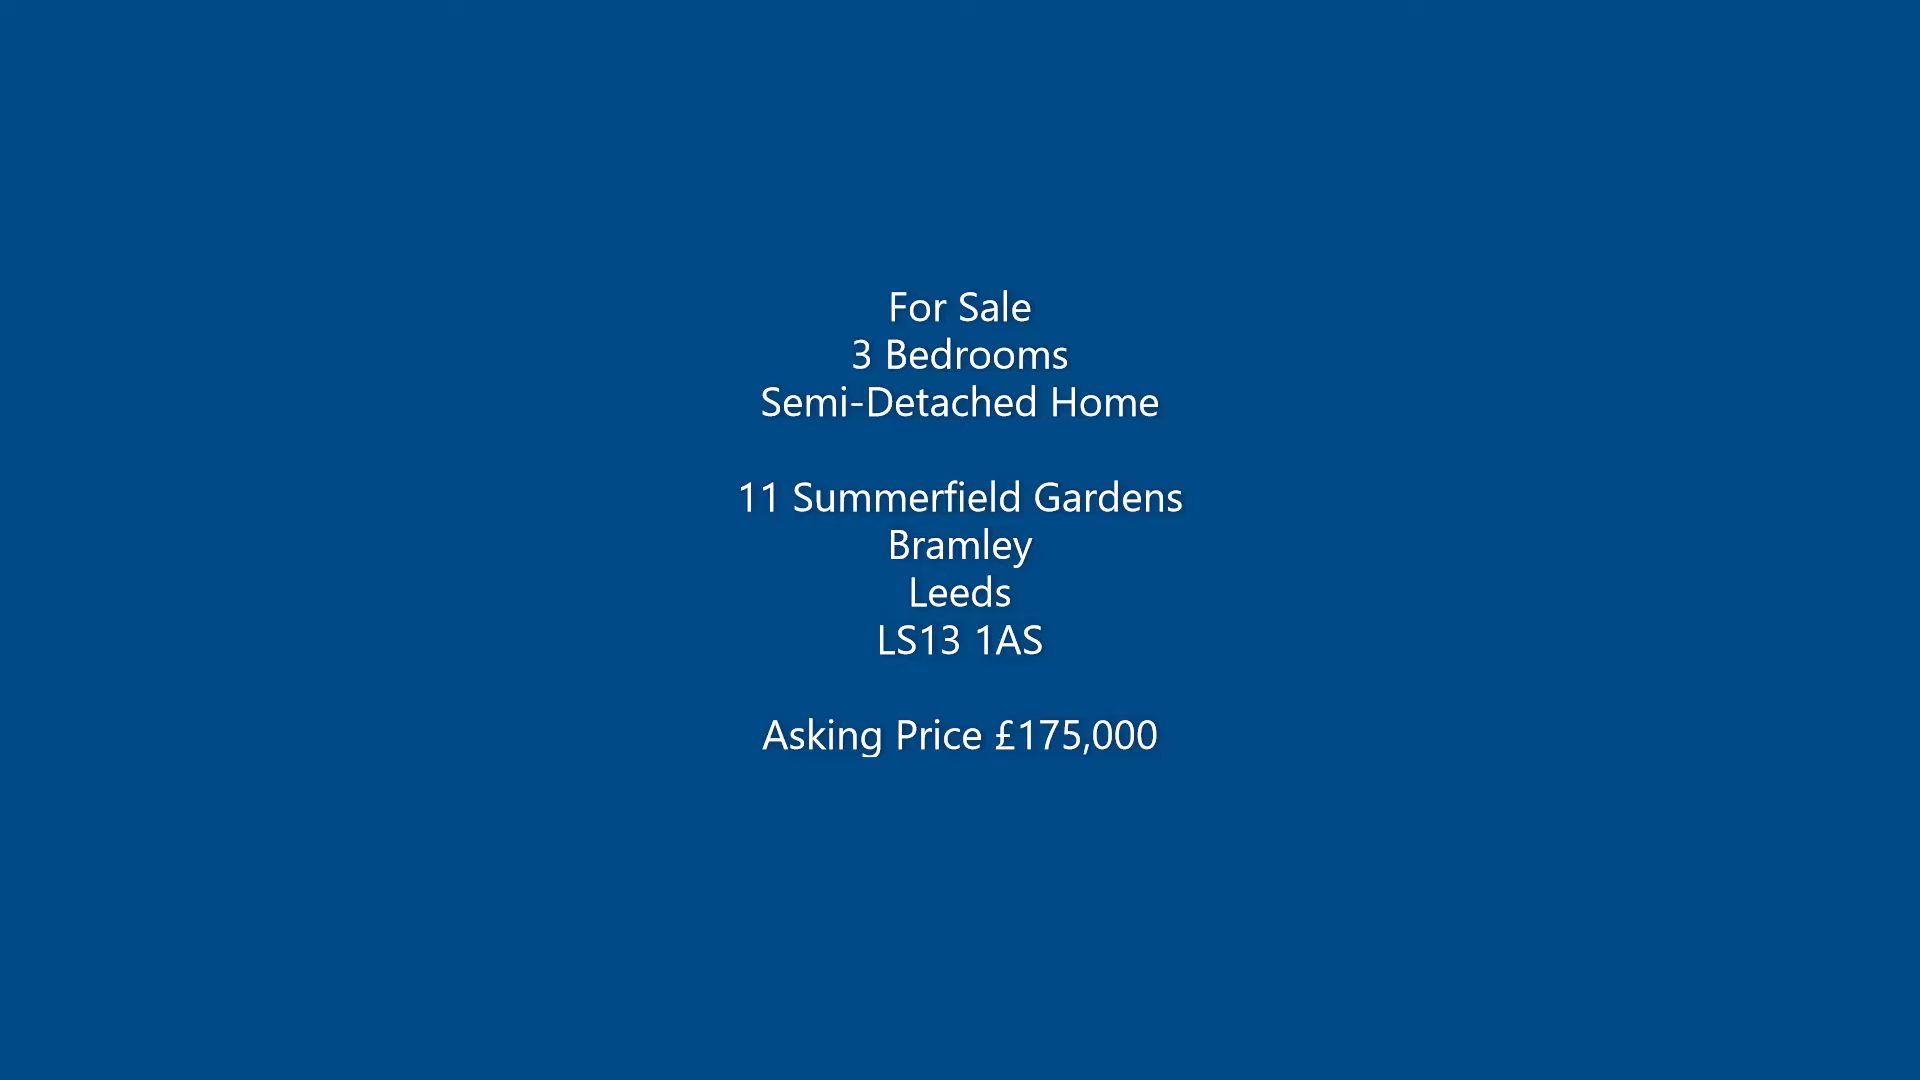 For Sale
3 Bedrooms
Semi-Detached Home
11 Summerfield Gardens
Bramley
Leeds
LS13 1AS
Asking Price £175,000